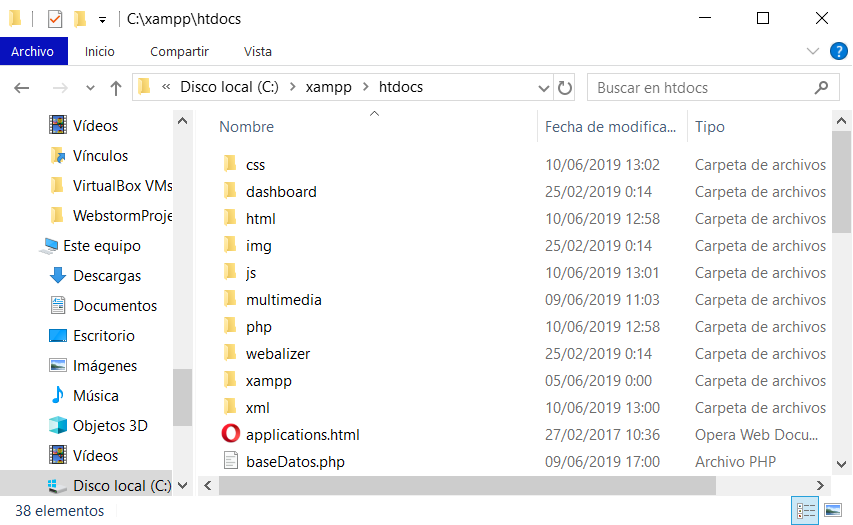 C:\xampp\htdocs
Archivo Inicio Compartir Vista
« Disco local (C:) > xampp > htdocs Buscar en htdocs
Vídeos
Vínculos
VirtualBox VMs
WebstormProje
Este equipo
Descargas
Documentos
Escritorio
Imágenes
Música
Objetos 3D
Vídeos
Disco local (C:)
Nombre Fecha de modifica... Tipo
css 10/06/2019 13:02 Carpeta de archivos
dashboard 25/02/2019 0:14 Carpeta de archivos
html 10/06/2019 12:58 Carpeta de archivos
img 25/02/2019 0:14 Carpeta de archivos
js 10/06/2019 13:01 Carpeta de archivos
multimedia 09/06/2019 11:03 Carpeta de archivos
php 10/06/2019 12:58 Carpeta de archivos
webalizer 25/02/2019 0:14 Carpeta de archivos
xampp 05/06/2019 0:00 Carpeta de archivos
xml 10/06/2019 13:00 Carpeta de archivos
applications.html 27/02/2017 10:36 Opera Web Docu...
baseDatos.php 09/06/2019 17:00 Archivo PHP
38 elementos